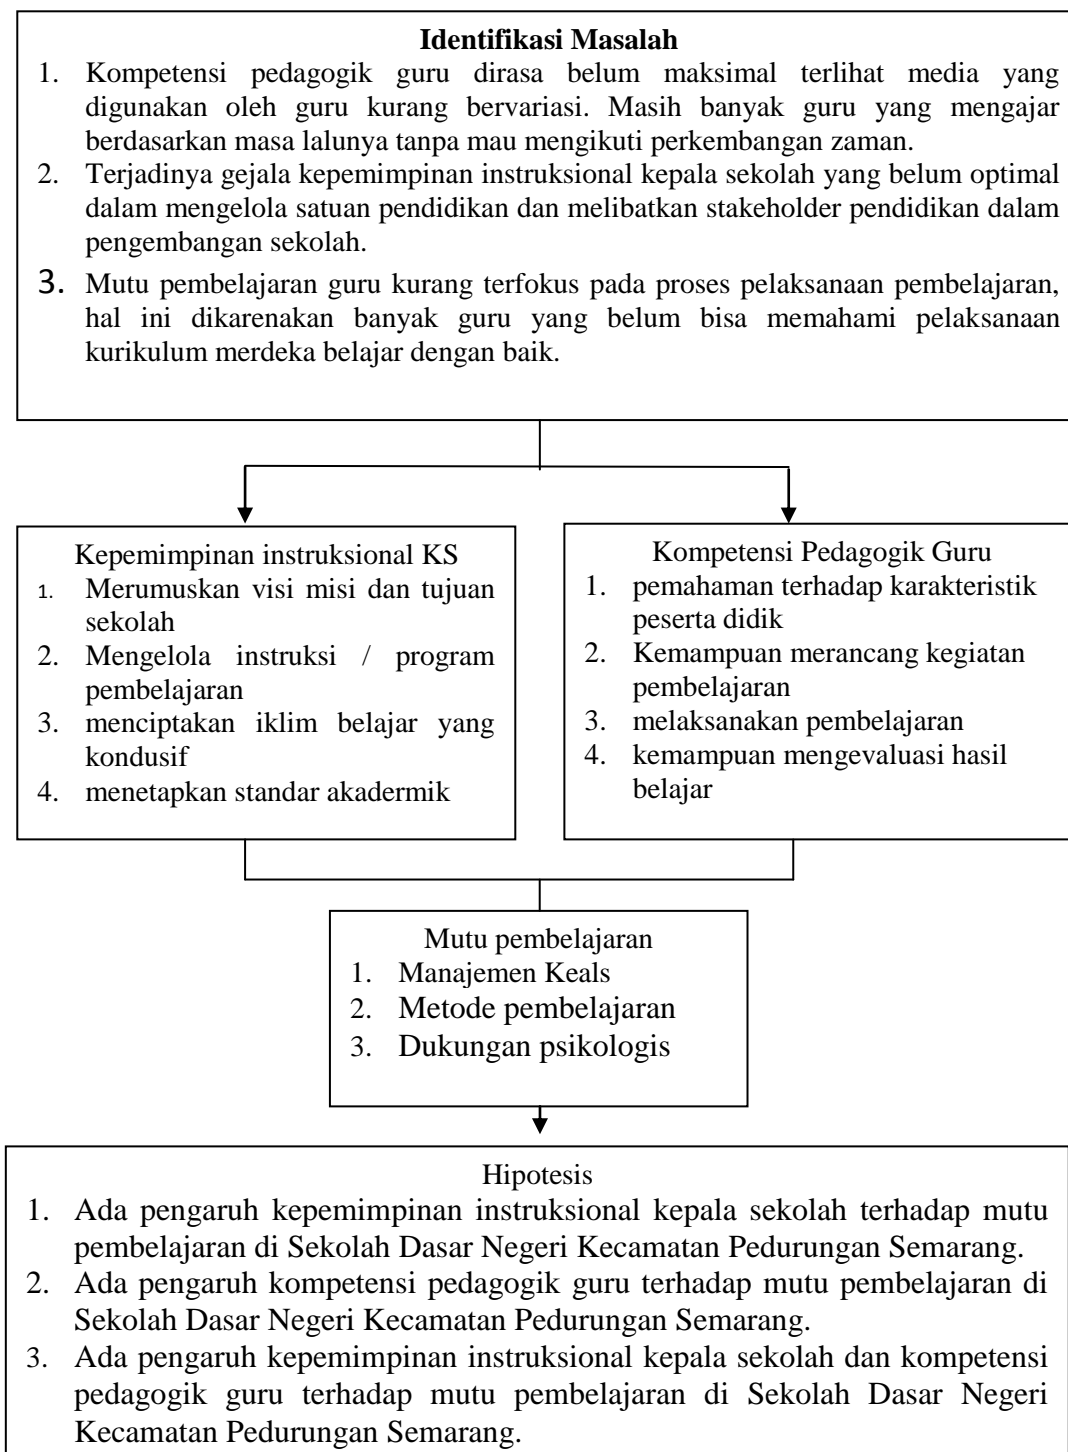 Identifikasi Masalah
1. Kompetensi pedagogik guru dirasa belum maksimal terlihat media yang
digunakan oleh guru kurang bervariasi. Masih banyak guru yang mengajar
berdasarkan masa lalunya tanpa mau mengikuti perkembangan zaman.
2. Terjadinya gejala kepemimpinan instruksional kepala sekolah yang belum optimal
dalam mengelola satuan pendidikan dan melibatkan stakeholder pendidikan dalam
pengembangan sekolah.
3. Mutu pembelajaran guru kurang terfokus pada proses pelaksanaan pembelajaran,
hal ini dikarenakan banyak guru yang belum bisa memahami pelaksanaan
kurikulum merdeka belajar dengan baik.
Kepemimpinan instruksional KS
1. Merumuskan visi misi dan tujuan
sekolah
2. Mengelola instruksi / program
pembelajaran
3. menciptakan iklim belajar yang
kondusif
4. menetapkan standar akadermik
Kompetensi Pedagogik Guru
1. pemahaman terhadap karakteristik
peserta didik
2. Kemampuan merancang kegiatan
pembelajaran
3. melaksanakan pembelajaran
4. kemampuan mengevaluasi hasil
belajar
Mutu pembelajaran
1. Manajemen Keals
2. Metode pembelajaran
3. Dukungan psikologis
Hipotesis
1. Ada pengaruh kepemimpinan instruksional kepala sekolah terhadap mutu
pembelajaran di Sekolah Dasar Negeri Kecamatan Pedurungan Semarang.
2. Ada pengaruh kompetensi pedagogik guru terhadap mutu pembelajaran di
Sekolah Dasar Negeri Kecamatan Pedurungan Semarang.
3. Ada pengaruh kepemimpinan instruksional kepala sekolah dan kompetensi
pedagogik guru terhadap mutu pembelajaran di Sekolah Dasar Negeri
Kecamatan Pedurungan Semarang.